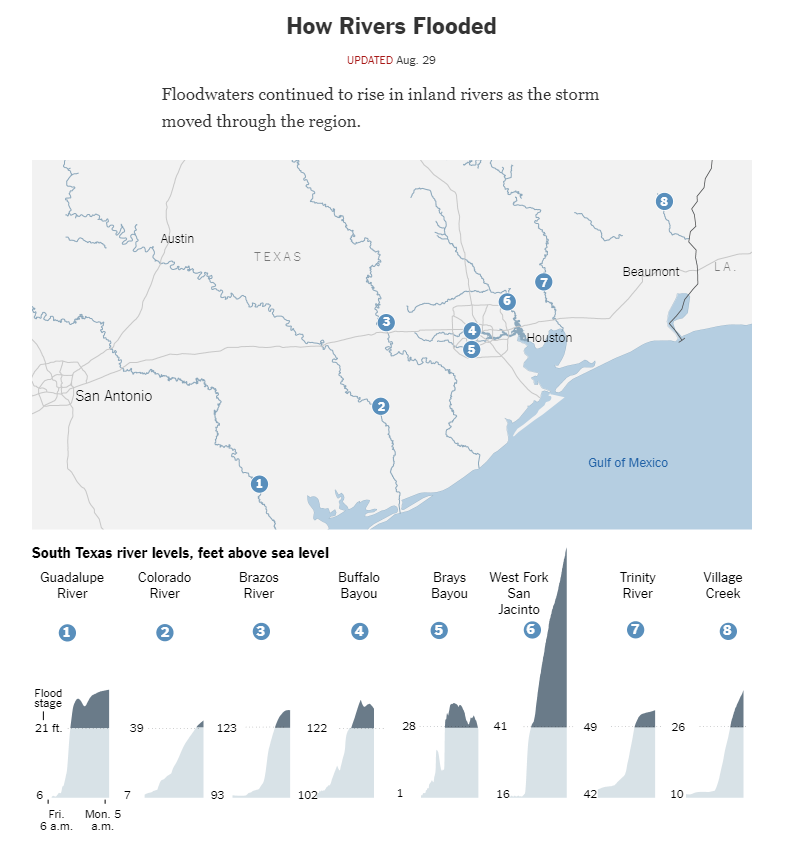 How Rivers Flooded
UPDATED Aug. 29
Floodwaters continued to rise in inland rivers as the storm
moved through the region.
8
Austin
TEXAS
Beaumont
LA.
7
6
3
4
Houston
5
San Antonio
2
Gulf of Mexico
1
South Texas river levels, feet above sea level
Guadalupe
River
1
Colorado
River
2
Brazos
River
3
Buffalo
Bayou
4
Brays
Bayou
5
West Fork
San
Jacinto
6
Trinity
River
7
Village
Creek
8
Flood
stage
21 ft.
39
123
122
28
41
49
26
6
7
93
102
1
16
42
10
Fri.
6 a.m.
Mon. 5
a.m.